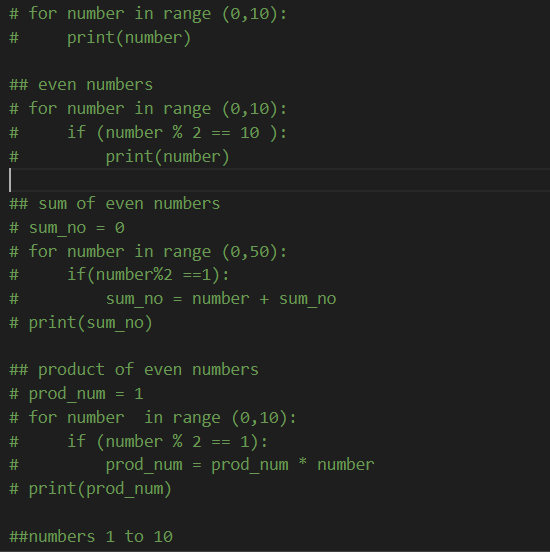 # for number in range (0,10):
#     print(number)
## even numbers
# for number in range (0,10):
#     if (number % 2 == 10 ):
#         print(number)
## sum of even numbers
# sum_no = 0
# for number in range (0,50):
#     if(number%2 ==1):
#         sum_no = number + sum_no
# print(sum_no)
## product of even numbers
# prod_num = 1
# for number  in range (0,10):
#     if (number % 2 == 1):
#         prod_num = prod_num * number
# print(prod_num)
##numbers 1 to 10